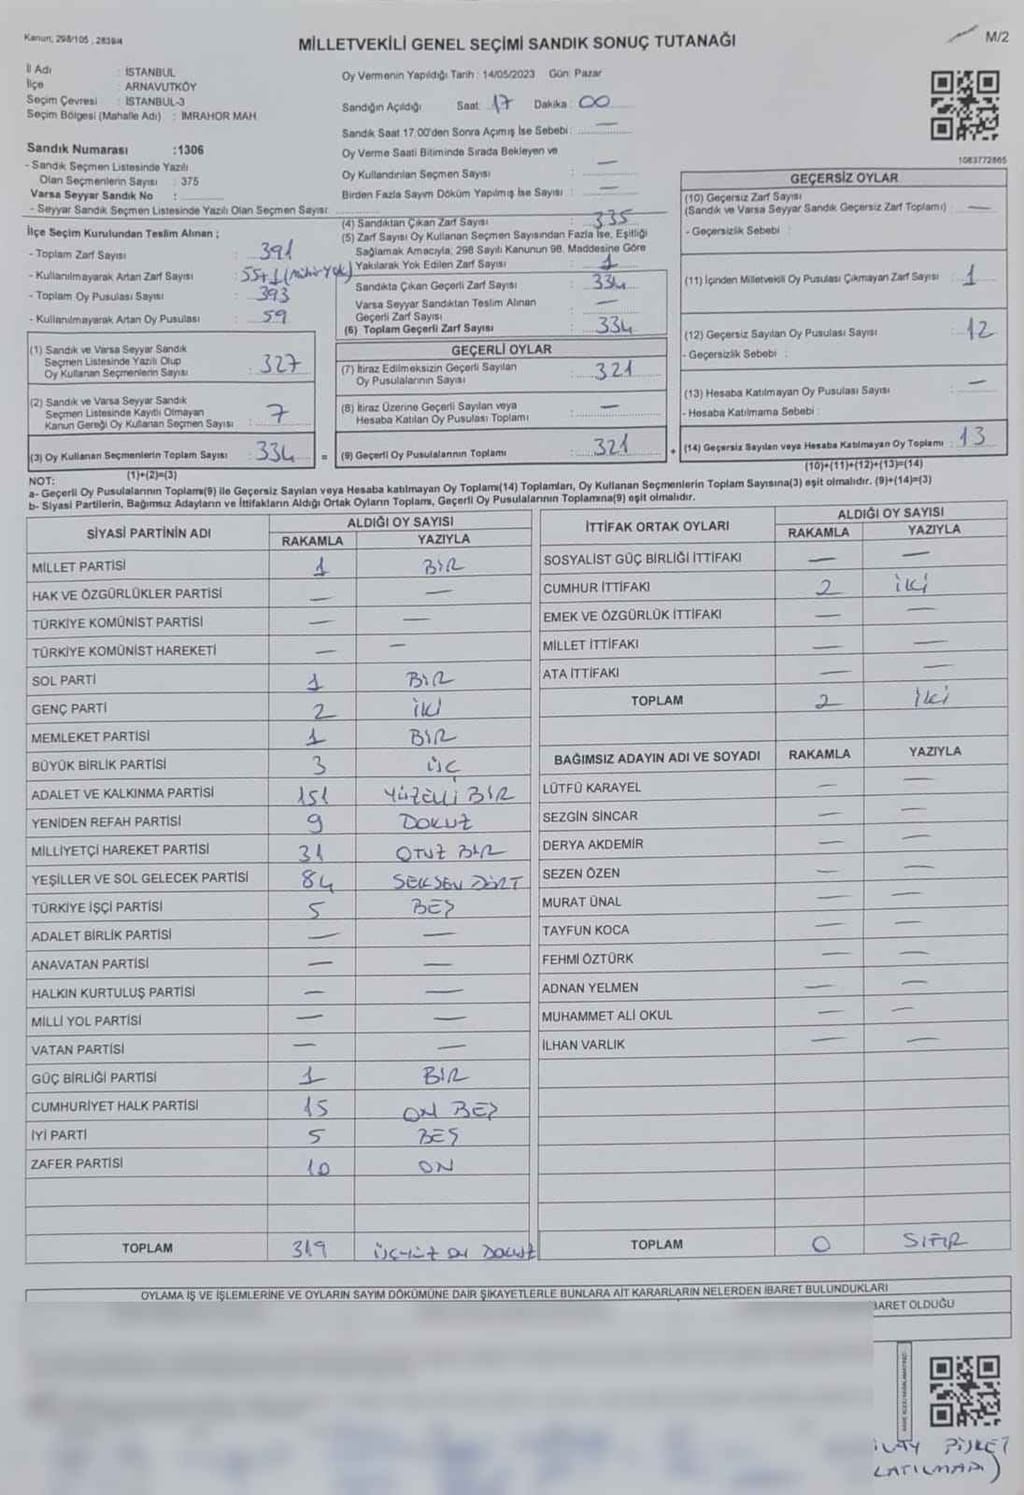 Kanun; 298/105 , 2839/4
MİLLETVEKİLİ GENEL SEÇİMİ SANDIK SONUÇ TUTANAĞI
M/2
İl Adı : İSTANBUL
İlçe : ARNAVUTKÖY
Seçim Çevresi : İSTANBUL-3
Seçim Bölgesi (Mahalle Adı) : İMRAHOR MAH.
Sandık Numarası :1306
- Sandık Seçmen Listesinde Yazılı
Olan Seçmenlerin Sayısı : 375
Varsa Seyyar Sandık No :
- Seyyar Sandık Seçmen Listesinde Yazılı Olan Seçmen Sayısı:
Oy Vermenin Yapıldığı Tarih : 14/05/2023 Gün: Pazar
Sandığın Açıldığı Saat: 17 Dakika : 00
Sandık Saat 17:00'den Sonra Açımış İse Sebebi : —
Oy Verme Saati Bitiminde Sırada Bekleyen ve
Oy Kullandırılan Seçmen Sayısı : —
Birden Fazla Sayım Döküm Yapılmış İse Sayısı : —
1083772865
İlçe Seçim Kurulundan Teslim Alınan ;
- Toplam Zarf Sayısı : 391
- Kullanılmayarak Artan Zarf Sayısı : 55+1 (mühür yok)
- Toplam Oy Pusulası Sayısı : 393
- Kullanılmayarak Artan Oy Pusulası : 59
(1) Sandık ve Varsa Seyyar Sandık
Seçmen Listesinde Yazılı Olup
Oy Kullanan Seçmenlerin Sayısı : 327
(2) Sandık ve Varsa Seyyar Sandık
Seçmen Listesinde Kayıtlı Olmayan
Kanun Gereği Oy Kullanan Seçmen Sayısı : 7
(3) Oy Kullanan Seçmenlerin Toplam Sayısı : 334 =
(1)+(2)=(3)
(4) Sandıktan Çıkan Zarf Sayısı : 335
(5) Zarf Sayısı Oy Kullanan Seçmen Sayısından Fazla İse, Eşitliği
Sağlamak Amacıyla, 298 Sayılı Kanunun 98. Maddesine Göre
Yakılarak Yok Edilen Zarf Sayısı : 1
Sandıkta Çıkan Geçerli Zarf Sayısı : 334
Varsa Seyyar Sandıktan Teslim Alınan
Geçerli Zarf Sayısı : —
(6) Toplam Geçerli Zarf Sayısı : 334
GEÇERLİ OYLAR
(7) İtiraz Edilmeksizin Geçerli Sayılan
Oy Pusulalarının Sayısı : 321
(8) İtiraz Üzerine Geçerli Sayılan veya
Hesaba Katılan Oy Pusulası Toplamı : —
(9) Geçerli Oy Pusulalarının Toplamı : 321 +
GEÇERSİZ OYLAR
(10) Geçersiz Zarf Sayısı
(Sandık ve Varsa Seyyar Sandık Geçersiz Zarf Toplamı) : —
- Geçersizlik Sebebi :
(11) İçinden Milletvekili Oy Pusulası Çıkmayan Zarf Sayısı : 1
(12) Geçersiz Sayılan Oy Pusulası Sayısı : 12
- Geçersizlik Sebebi :
(13) Hesaba Katılmayan Oy Pusulası Sayısı : —
- Hesaba Katılmama Sebebi :
(14) Geçersiz Sayılan veya Hesaba Katılmayan Oy Toplamı : 13
(10)+(11)+(12)+(13)=(14)
NOT:
a- Geçerli Oy Pusulalarının Toplamı(9) ile Geçersiz Sayılan veya Hesaba katılmayan Oy Toplamı(14) Toplamları, Oy Kullanan Seçmenlerin Toplam Sayısına(3) eşit olmalıdır. (9)+(14)=(3)
b- Siyasi Partilerin, Bağımsız Adayların ve İttifakların Aldığı Ortak Oyların Toplamı, Geçerli Oy Pusulalarının Toplamına(9) eşit olmalıdır.
SİYASİ PARTİNİN ADI ALDIĞI OY SAYISI
RAKAMLA YAZIYLA
MİLLET PARTİSİ 1 BİR
HAK VE ÖZGÜRLÜKLER PARTİSİ — —
TÜRKİYE KOMÜNİST PARTİSİ — —
TÜRKİYE KOMÜNİST HAREKETİ — —
SOL PARTİ 1 BİR
GENÇ PARTİ 2 İKİ
MEMLEKET PARTİSİ 1 BİR
BÜYÜK BİRLİK PARTİSİ 3 ÜÇ
ADALET VE KALKINMA PARTİSİ 151 YÜZELLİ BİR
YENİDEN REFAH PARTİSİ 9 DOKUZ
MİLLİYETÇİ HAREKET PARTİSİ 31 OTUZ BİR
YEŞİLLER VE SOL GELECEK PARTİSİ 84 SEKSEN DÖRT
TÜRKİYE İŞÇİ PARTİSİ 5 BEŞ
ADALET BİRLİK PARTİSİ — —
ANAVATAN PARTİSİ — —
HALKIN KURTULUŞ PARTİSİ — —
MİLLİ YOL PARTİSİ — —
VATAN PARTİSİ — —
GÜÇ BİRLİĞİ PARTİSİ 1 BİR
CUMHURİYET HALK PARTİSİ 15 ON BEŞ
İYİ PARTİ 5 BEŞ
ZAFER PARTİSİ 10 ON
TOPLAM 319 ÜÇYÜZ ON DOKUZ
İTTİFAK ORTAK OYLARI ALDIĞI OY SAYISI
RAKAMLA YAZIYLA
SOSYALİST GÜÇ BİRLİĞİ İTTİFAKI — —
CUMHUR İTTİFAKI 2 İKİ
EMEK VE ÖZGÜRLÜK İTTİFAKI — —
MİLLET İTTİFAKI — —
ATA İTTİFAKI — —
TOPLAM 2 İKİ
BAĞIMSIZ ADAYIN ADI VE SOYADI RAKAMLA YAZIYLA
LÜTFÜ KARAYEL — —
SEZGİN SİNCAR — —
DERYA AKDEMİR — —
SEZEN ÖZEN — —
MURAT ÜNAL — —
TAYFUN KOCA — —
FEHMİ ÖZTÜRK — —
ADNAN YELMEN — —
MUHAMMET ALİ OKUL — —
İLHAN VARLIK — —
TOPLAM 0 SIFIR
OYLAMA İŞ VE İŞLEMLERİNE VE OYLARIN SAYIM DÖKÜMÜNE DAİR ŞİKAYETLERLE BUNLARA AİT KARARLARIN NELERDEN İBARET BULUNDUKLARI
BARET OLDUĞU